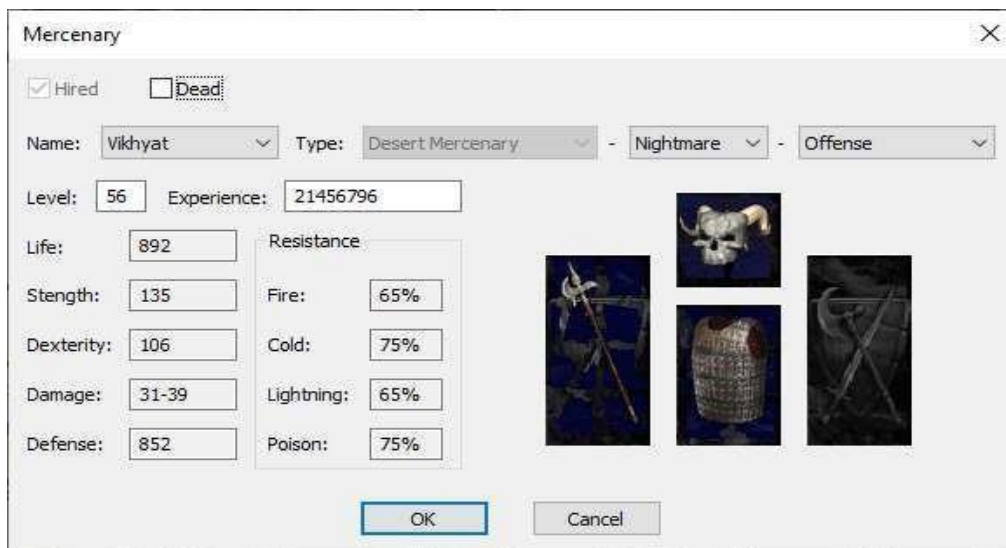 Mercenary
Hired Dead
Name: Vikhyat Type: Desert Mercenary - Nightmare - Offense
Level: 56 Experience: 21456796
Life: 892 Resistance
Stength: 135 Fire: 65%
Dexterity: 106 Cold: 75%
Damage: 31-39 Lightning: 65%
Defense: 852 Poison: 75%
OK Cancel